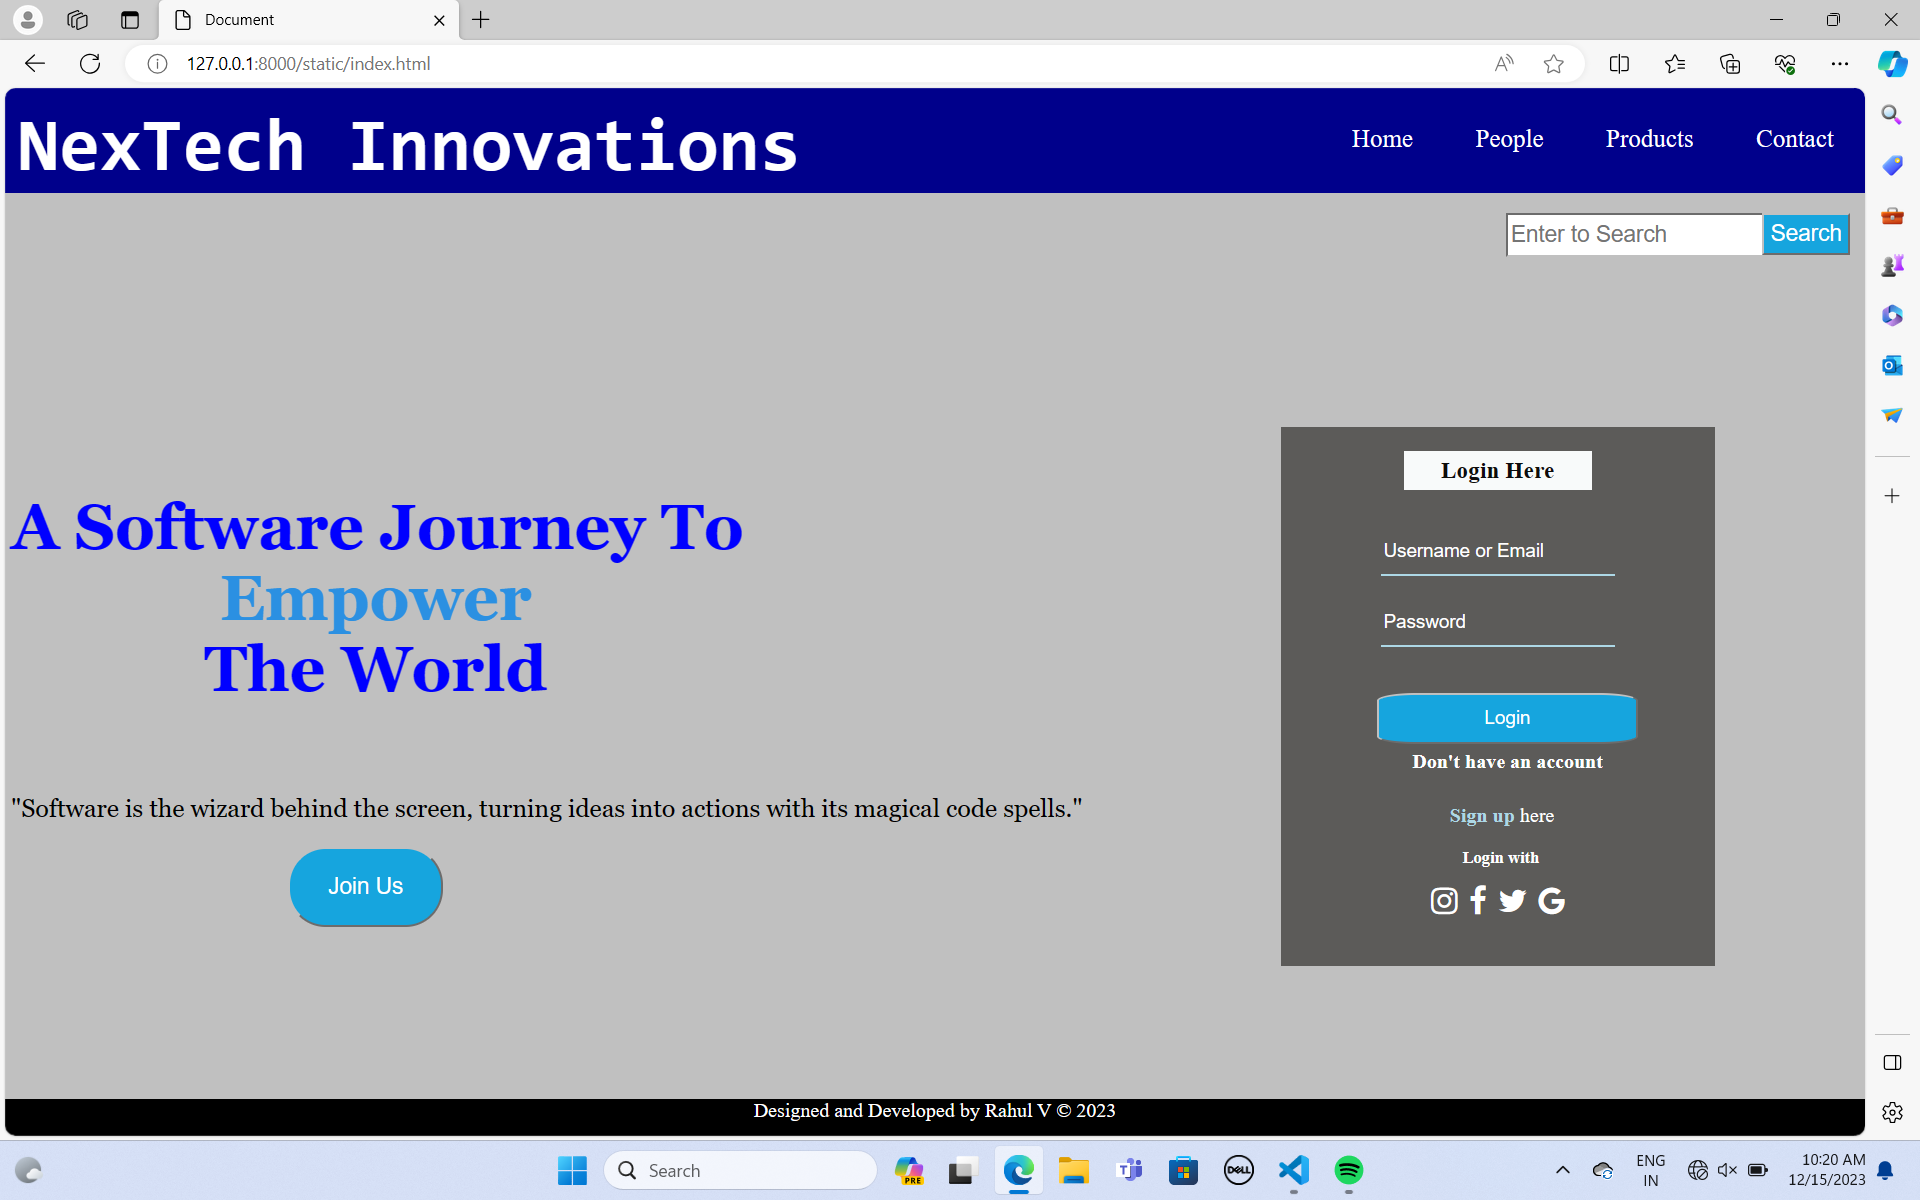 Document
127.0.0.1:8000/static/index.html
NexTech Innovations
Home People Products Contact
Enter to Search Search
A Software Journey To
Empower
The World
"Software is the wizard behind the screen, turning ideas into actions with its magical code spells."
Join Us
Login Here
Username or Email
Password
Login
Don't have an account
Sign up here
Login with
Designed and Developed by Rahul V © 2023
Search
PRE
DELL
ENG
IN
10:20 AM
12/15/2023